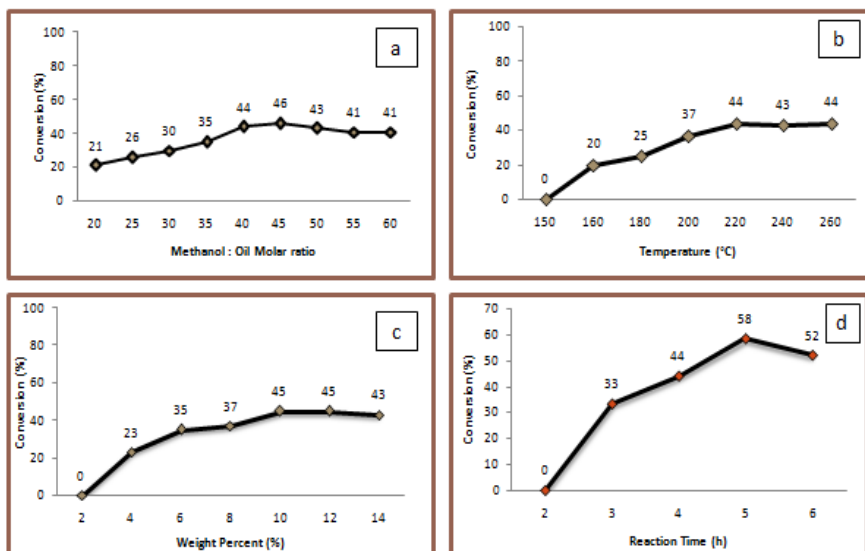 a
100
80
60
40
20
0
Conversion (%)
21 26 30 35 44 46 43 41 41
20 25 30 35 40 45 50 55 60
Methanol : Oil Molar ratio
b
100
80
60
40
20
0
Conversion (%)
0 20 25 37 44 43 44
150 160 180 200 220 240 260
Temperature (°C)
c
100
80
60
40
20
0
Conversion (%)
0 23 35 37 45 45 43
2 4 6 8 10 12 14
Weight Percent (%)
d
70
60
50
40
30
20
10
0
Conversion (%)
0 33 44 58 52
2 3 4 5 6
Reaction Time (h)